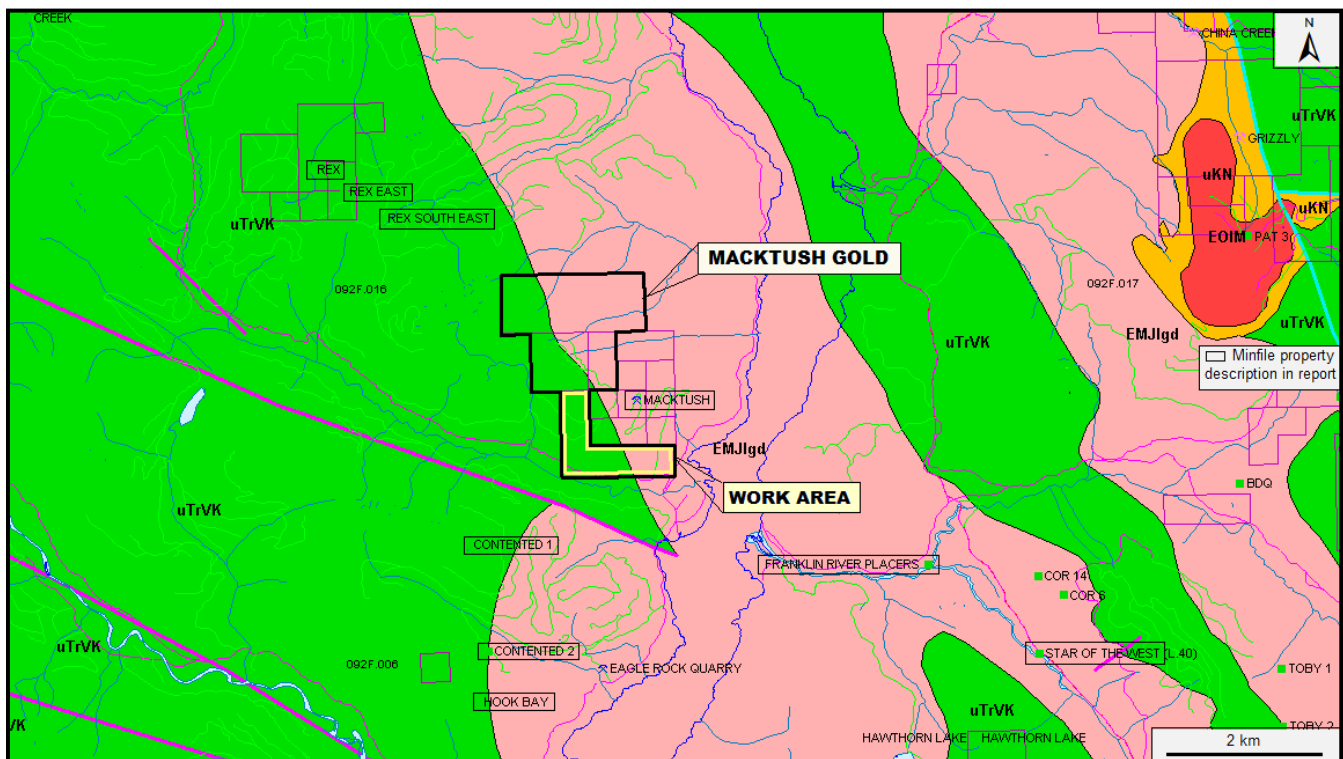 CREEK
N
CHINA CREEK
uTrVK
GRIZZLY
REX
REX EAST
uKN
REX SOUTH EAST
uKN
uTrVK
EOIM
PAT 3
MACKTUSH GOLD
092F.016
092F.017
uTrVK
EMJIgd
uTrVK
Minfile property
description in report
MACKTUSH
EMJIgd
BDQ
WORK AREA
uTrVK
CONTENTED 1
FRANKLIN RIVER PLACERS
COR 14
COR 6
uTrVK
CONTENTED 2
STAR OF THE WEST (L.40)
092F.006
EAGLE ROCK QUARRY
TOBY 1
HOOK BAY
uTrVK
VK
TOBY 2
HAWTHORN LAKE
HAWTHORN LAKE
2 km